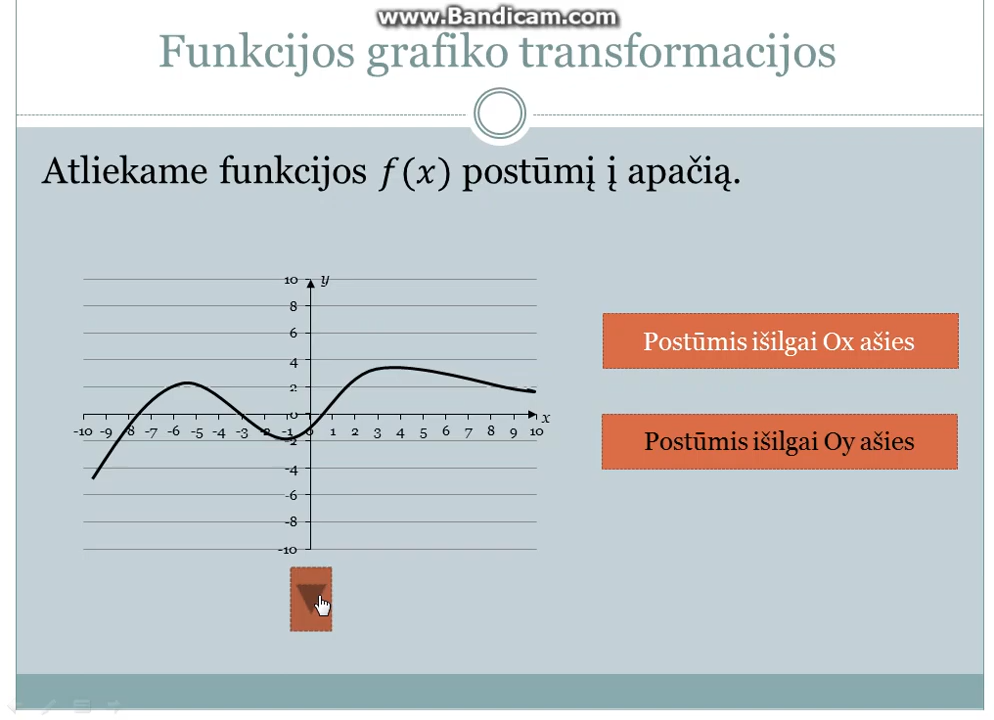 www.Bandicam.com
Funkcijos grafiko transformacijos
Atliekame funkcijos f(x) postūmį į apačią.
10 y
8
6
4
2
0 x
-10 -9 -8 -7 -6 -5 -4 -3 -2 -1 0 1 2 3 4 5 6 7 8 9 10
-2
-4
-6
-8
-10
Postūmis išilgai Ox ašies
Postūmis išilgai Oy ašies